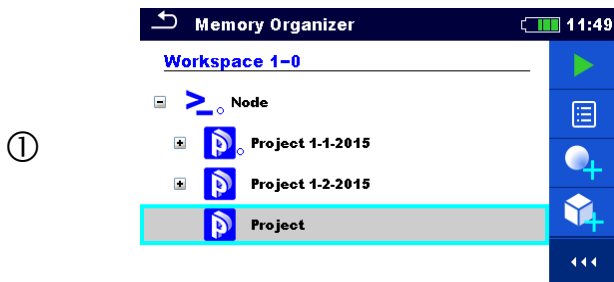 Memory Organizer 11:49
Workspace 1-0
Node
①
Project 1-1-2015
Project 1-2-2015
Project